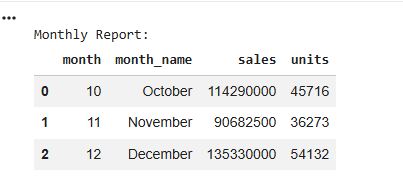 Monthly Report:
month month_name sales units
0 10 October 114290000 45716
1 11 November 90682500 36273
2 12 December 135330000 54132